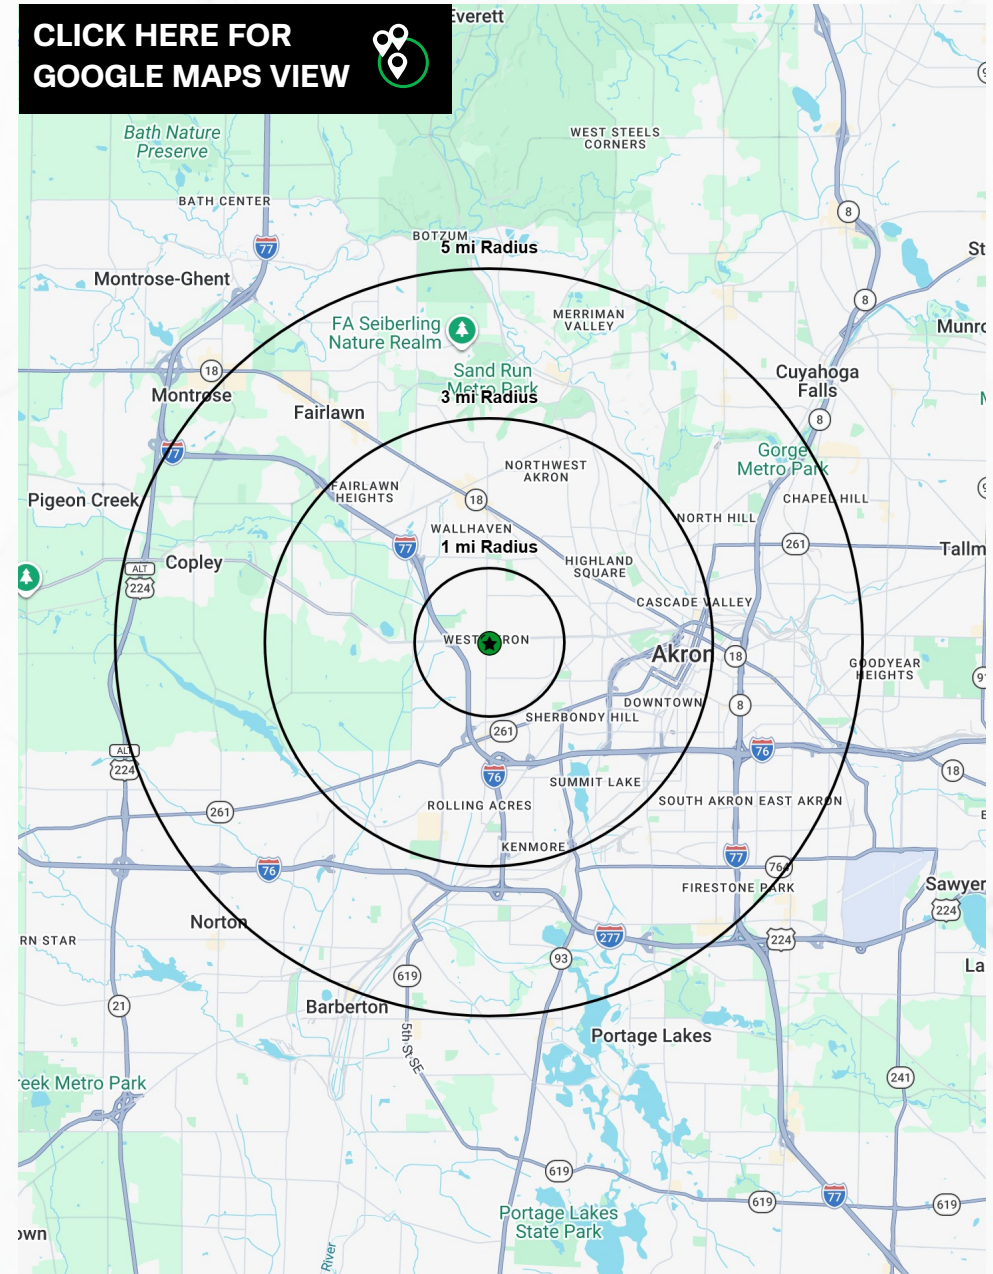 CLICK HERE FOR
GOOGLE MAPS VIEW
Everett
Bath Nature
Preserve
WEST STEELS
CORNERS
BATH CENTER
8
BOTZUM
77
5 mi Radius
St
Montrose-Ghent
8
FA Seiberling
Nature Realm
MERRIMAN
VALLEY
Munro
18
Sand Run
Metro Park
Cuyahoga
Falls
Montrose
3 mi Radius
Fairlawn
8
77
Gorge
Metro Park
NORTHWEST
AKRON
FAIRLAWN
HEIGHTS
Pigeon Creek
18
CHAPEL HILL
NORTH HILL
WALLHAVEN
77
1 mi Radius
261
Tallm
Copley
ALT
224
HIGHLAND
SQUARE
CASCADE VALLEY
WEST
RON
Akron
18
GOODYEAR
HEIGHTS
91
DOWNTOWN
8
SHERBONDY HILL
261
ALT
224
76
76
18
SUMMIT LAKE
ROLLING ACRES
SOUTH AKRON
EAST AKRON
261
KENMORE
77
764
76
FIRESTONE PARK
Sawyer
224
Norton
277
224
RN STAR
93
La
619
21
Barberton
5th St SE
Portage Lakes
reek Metro Park
241
619
77
619
619
Portage Lakes
State Park
own
River